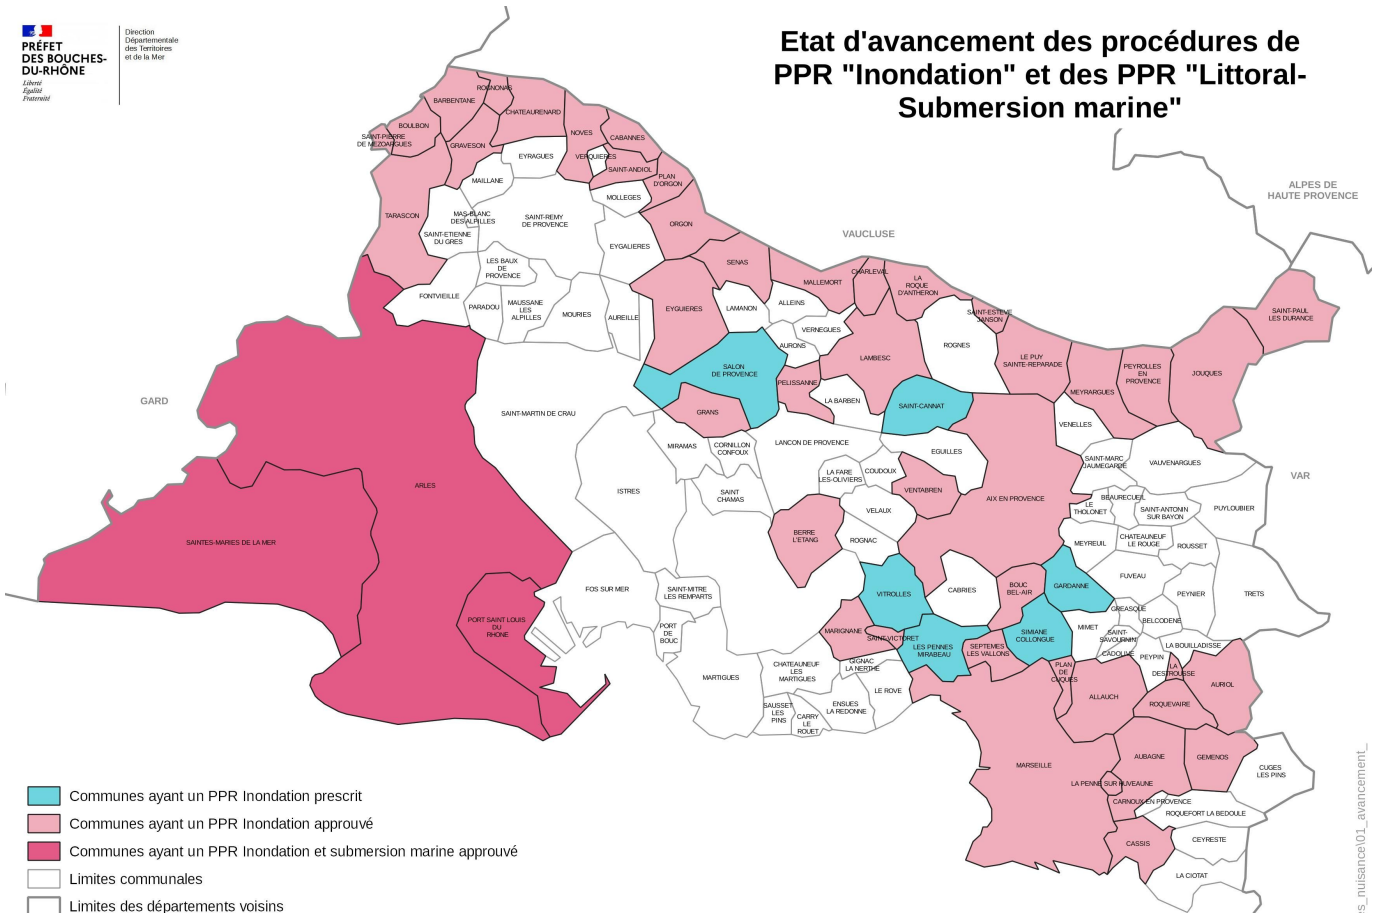 PRÉFET
DES BOUCHES-
DU-RHÔNE
Liberté
Égalité
Fraternité
Direction
Départementale
des Territoires
et de la Mer
Etat d'avancement des procédures de
PPR "Inondation" et des PPR "Littoral-
Submersion marine"
ALPES DE
HAUTE PROVENCE
VAUCLUSE
GARD
VAR
ROGNONAS
BARBENTANE
CHATEAURENARD
BOULBON
SAINT-PIERRE
DE MEZOARGUES
GRAVESON
NOVES
CABANNES
EYRAGUES
VERQUIERES
SAINT-ANDIOL
PLAN
D'ORGON
MAILLANE
MOLLEGES
TARASCON
MAS-BLANC
DES ALPILLES
SAINT-REMY
DE PROVENCE
ORGON
SAINT-ETIENNE
DU GRES
EYGALIERES
LES BAUX
DE
PROVENCE
SENAS
MALLEMORT
CHARLEVAL
LA
ROQUE
D'ANTHERON
FONTVIEILLE
PARADOU
MAUSSANE
LES
ALPILLES
MOURIES
AUREILLE
EYGUIERES
LAMANON
ALLEINS
VERNEGUES
AURONS
SAINT-ESTEVE
JANSON
ROGNES
SAINT-PAUL
LES DURANCE
LAMBESC
LE PUY
SAINTE-REPARADE
PEYROLLES
EN
PROVENCE
JOUQUES
MEYRARGUES
SALON
DE PROVENCE
PELISSANNE
LA BARBEN
SAINT-CANNAT
GRANS
SAINT-MARTIN DE CRAU
VENELLES
MIRAMAS
CORNILLON
CONFOUX
LANCON DE PROVENCE
EGUILLES
SAINT-MARC
JAUMEGARDE
VAUVENARGUES
LA FARE
LES-OLIVIERS
COUDOUX
ARLES
ISTRES
SAINT
CHAMAS
VENTABREN
AIX EN PROVENCE
BEAURECUEIL
LE
THOLONET
SAINT-ANTONIN
SUR BAYON
PUYLOUBIER
VELAUX
BERRE
L'ETANG
ROGNAC
MEYREUIL
CHATEAUNEUF
LE ROUGE
ROUSSET
SAINTES-MARIES DE LA MER
FOS SUR MER
SAINT-MITRE
LES REMPARTS
VITROLLES
CABRIES
BOUC
BEL-AIR
GARDANNE
FUVEAU
PEYNIER
TRETS
GREASQUE
BELCODENE
PORT SAINT LOUIS
DU
RHONE
PORT
DE
BOUC
MARIGNANE
SAINT-VICTORET
LES PENNES
MIRABEAU
SEPTEMES
LES VALLONS
SIMIANE
COLLONGUE
MIMET
SAINT-
SAVOURNIN
CADOLIVE
PEYPIN
LA BOUILLADISSE
LA
DESTROUSSE
GIGNAC
LA NERTHE
CHATEAUNEUF
LES
MARTIGUES
MARTIGUES
LE ROVE
PLAN
DE
CUQUES
ALLAUCH
AURIOL
ROQUEVAIRE
SAUSSET
LES
PINS
CARRY
LE
ROUET
ENSUES
LA REDONNE
MARSEILLE
AUBAGNE
GEMENOS
CUGES
LES PINS
LA PENNE SUR HUVEAUNE
CARNOUX EN PROVENCE
ROQUEFORT LA BEDOULE
CASSIS
CEYRESTE
LA CIOTAT
Communes ayant un PPR Inondation prescrit
Communes ayant un PPR Inondation approuvé
Communes ayant un PPR Inondation et submersion marine approuvé
Limites communales
Limites des départements voisins
es_nuisance\01_avancement_